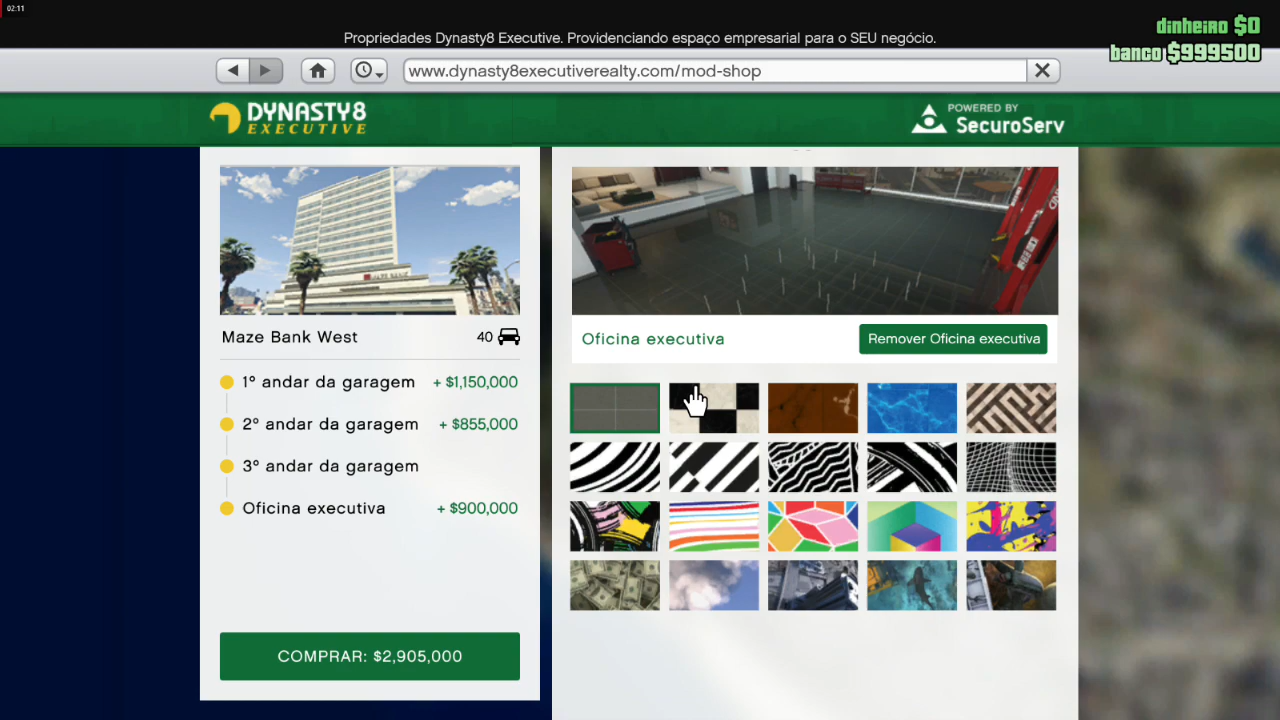 02:11
dinheiro $0
Propriedades Dynasty8 Executive. Providenciando espaço empresarial para o SEU negócio.
banco $999500
www.dynasty8executiverealty.com/mod-shop
DYNASTY8
EXECUTIVE
POWERED BY
SecuroServ
MAZE BANK
Maze Bank West
40
1º andar da garagem + $1,150,000
2º andar da garagem + $855,000
3º andar da garagem
Oficina executiva + $900,000
COMPRAR: $2,905,000
Oficina executiva
Remover Oficina executiva